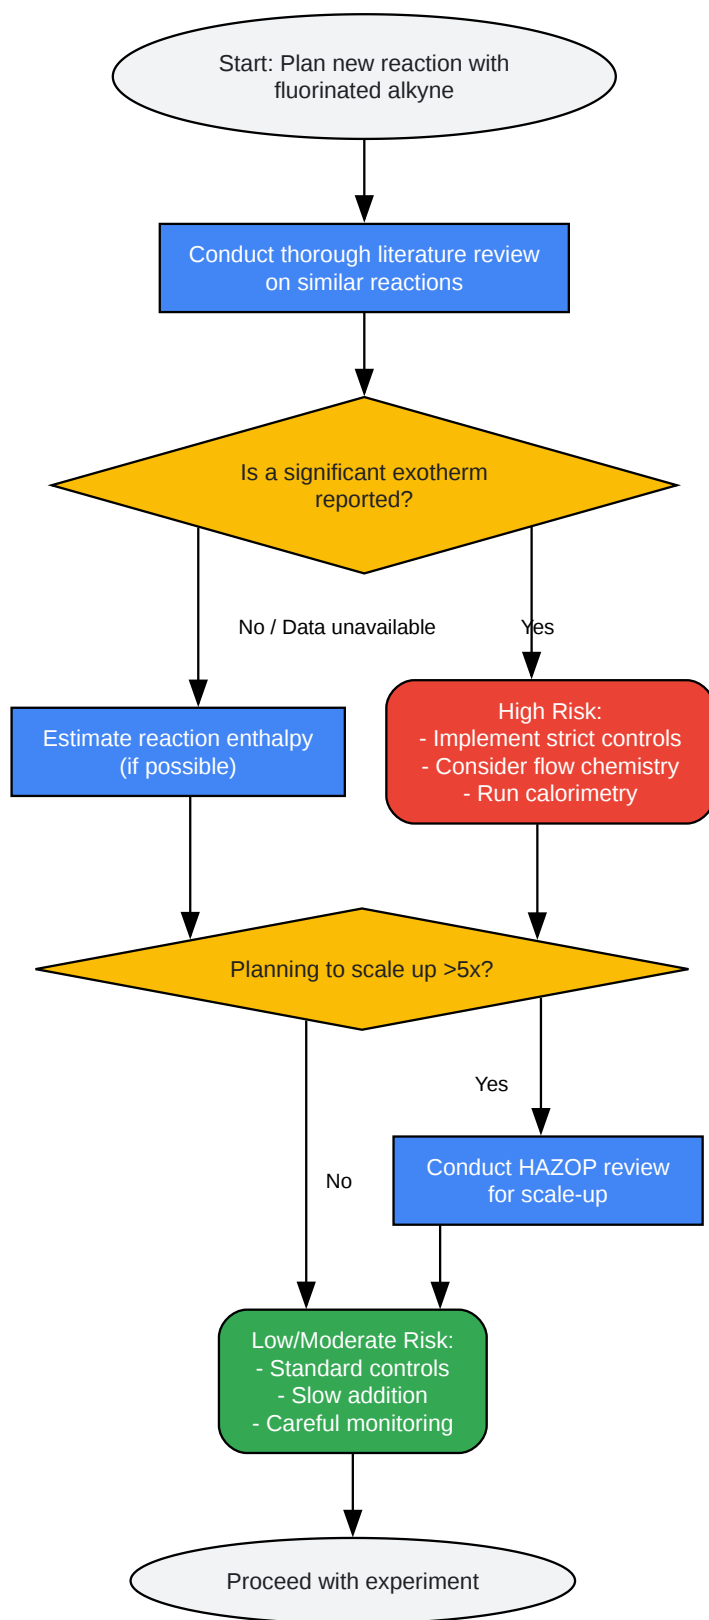 Start: Plan new reaction with
fluorinated alkyne
Conduct thorough literature review
on similar reactions
Is a significant exotherm
reported?
No / Data unavailable
Yes
Estimate reaction enthalpy
(if possible)
High Risk:
- Implement strict controls
- Consider flow chemistry
- Run calorimetry
Planning to scale up >5x?
Yes
Conduct HAZOP review
for scale-up
No
Low/Moderate Risk:
- Standard controls
- Slow addition
- Careful monitoring
Proceed with experiment